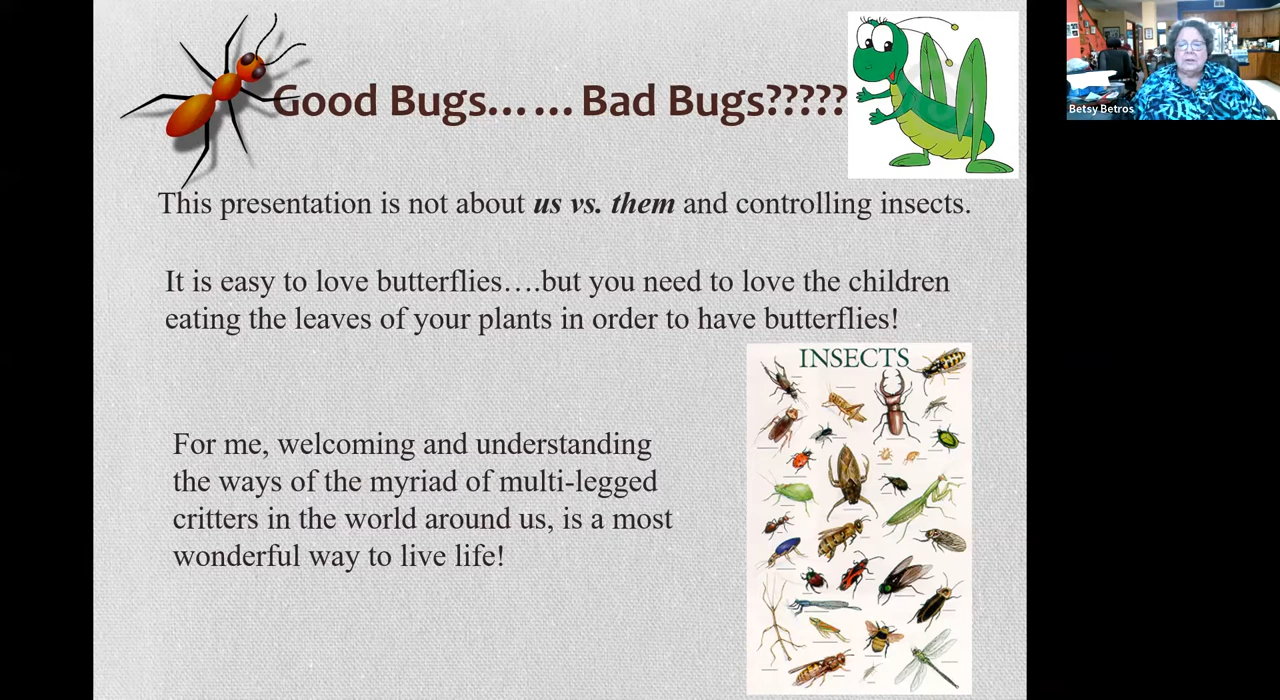 Good Bugs……Bad Bugs?????
This presentation is not about us vs. them and controlling insects.
It is easy to love butterflies….but you need to love the children
eating the leaves of your plants in order to have butterflies!
INSECTS
For me, welcoming and understanding
the ways of the myriad of multi-legged
critters in the world around us, is a most
wonderful way to live life!
Betsy Betros